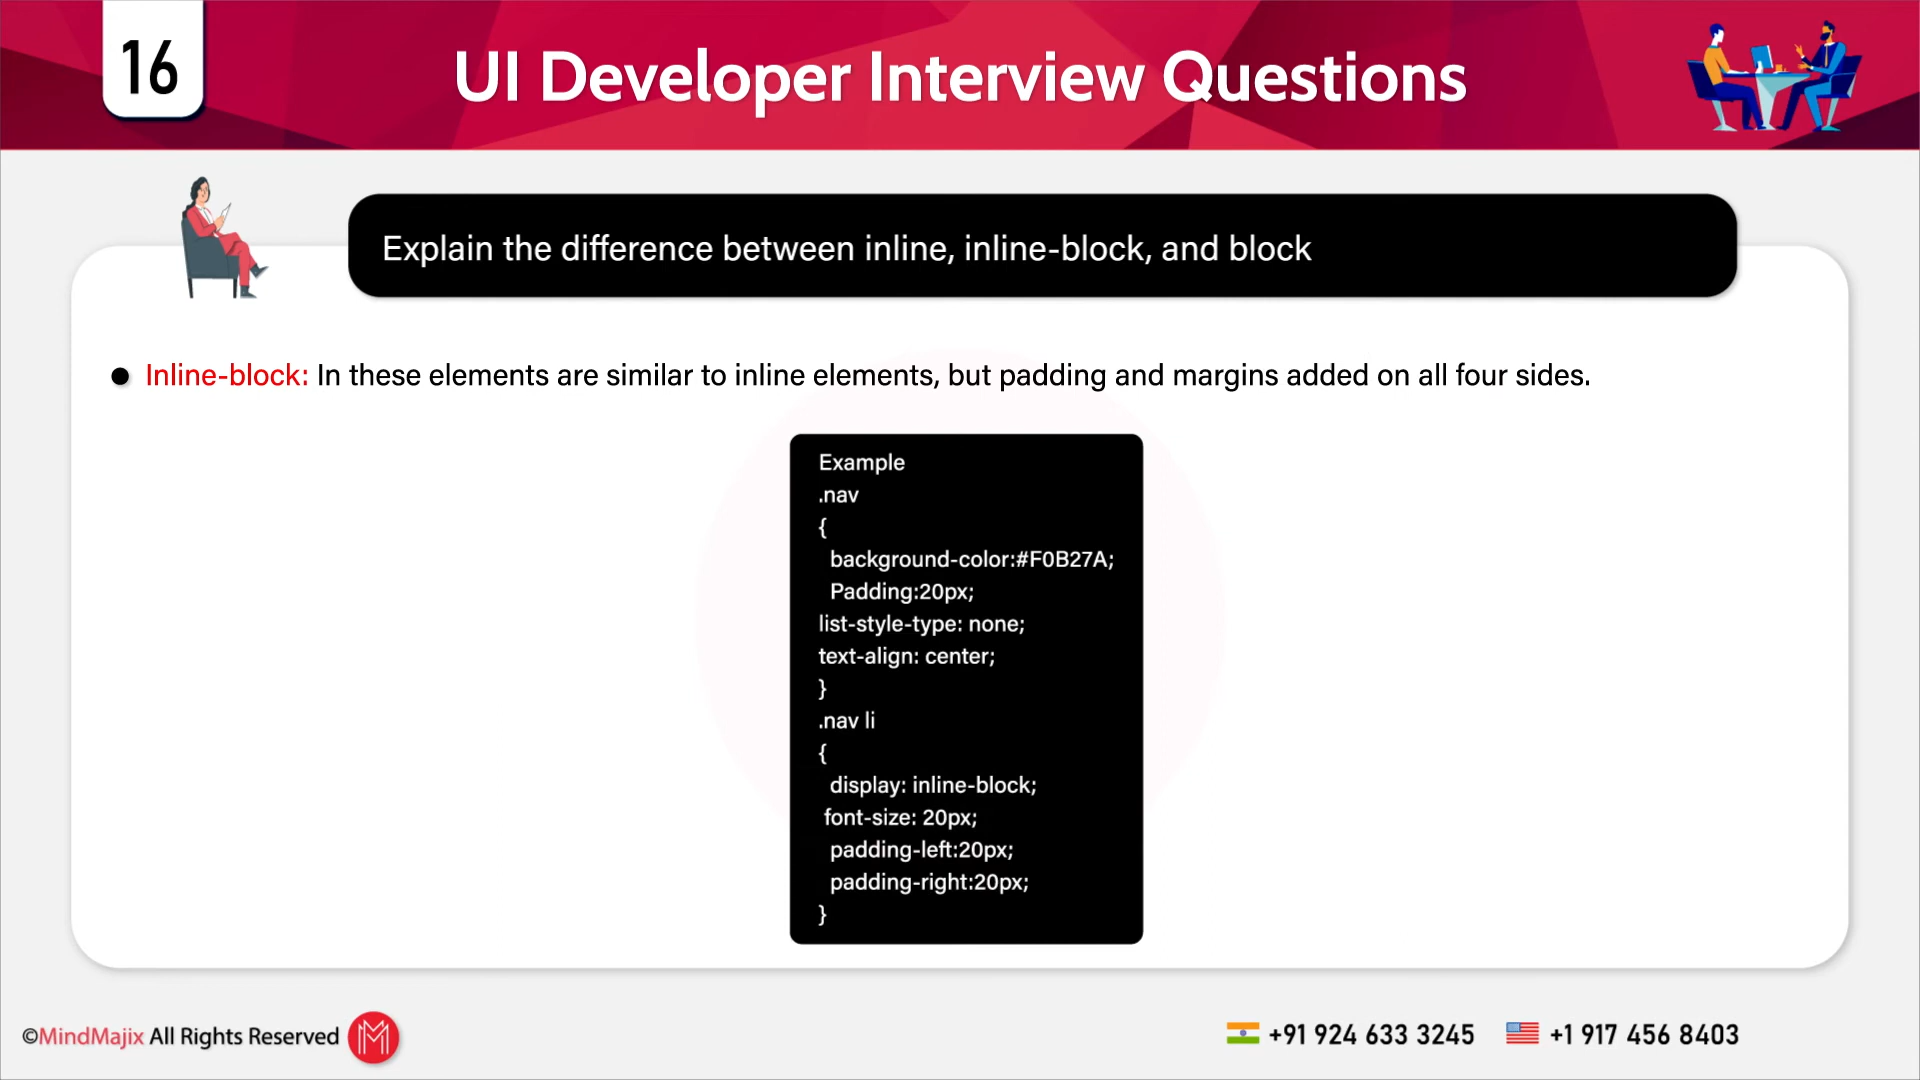 16
UI Developer Interview Questions
Explain the difference between inline, inline-block, and block
● Inline-block: In these elements are similar to inline elements, but padding and margins added on all four sides.
Example
.nav
{
background-color:#F0B27A;
Padding:20px;
list-style-type: none;
text-align: center;
}
.nav li
{
display: inline-block;
font-size: 20px;
padding-left:20px;
padding-right:20px;
}
©MindMajix All Rights Reserved
+91 924 633 3245
+1 917 456 8403